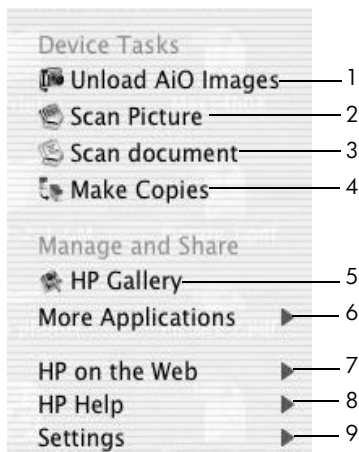 Device Tasks
Unload AiO Images 1
Scan Picture 2
Scan document 3
Make Copies 4
Manage and Share
HP Gallery 5
More Applications 6
HP on the Web 7
HP Help 8
Settings 9